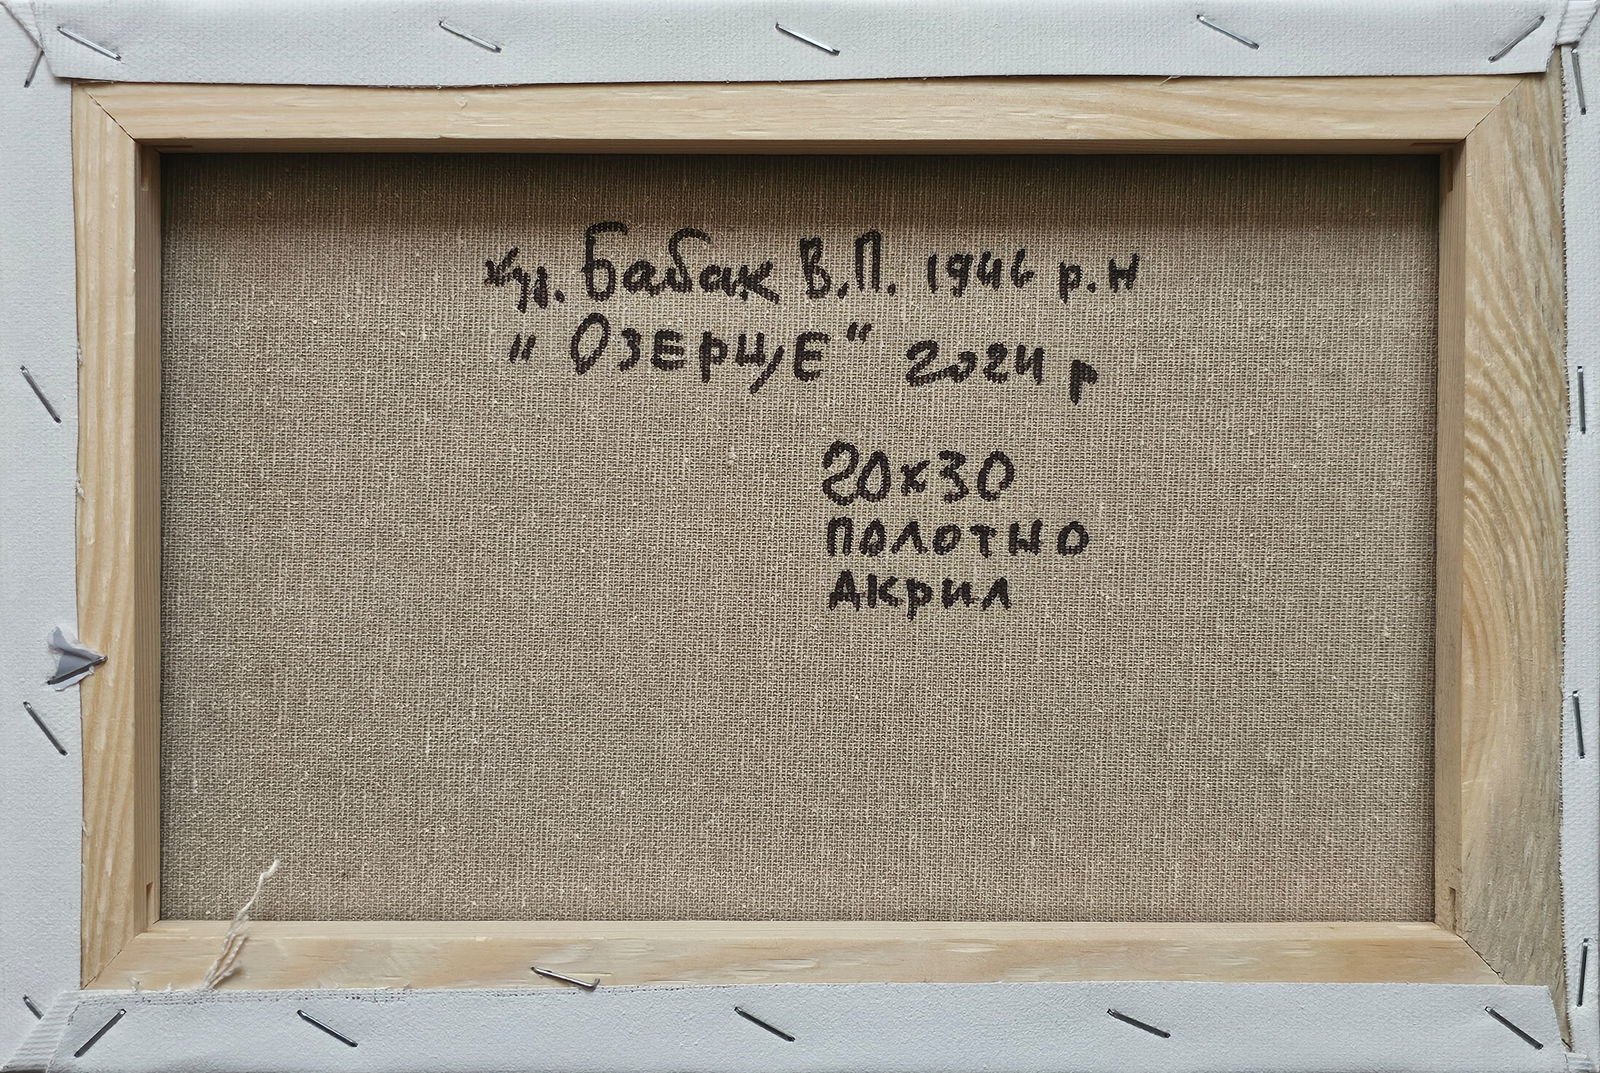 худ. Бабак В.П. 1946 р.н
"Озерце" 2024 р
20х30
полотно
Акрил